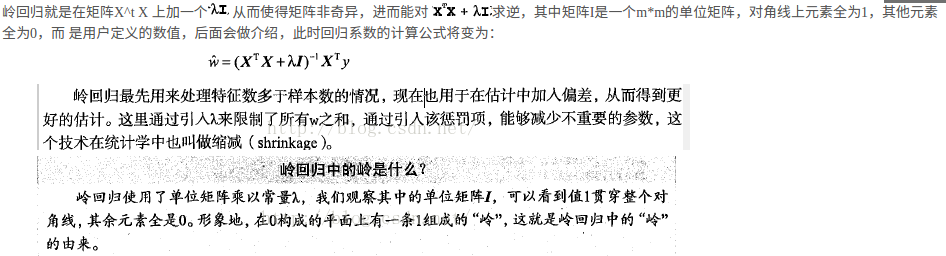 岭回归就是在矩阵X^t X 上加一个 λI, 从而使得矩阵非奇异，进而能对 XᵀX + λI 求逆，其中矩阵I是一个m*m的单位矩阵，对角线上元素全为1，其他元素
全为0，而 是用户定义的数值，后面会做介绍，此时回归系数的计算公式将变为：
ŵ = (XᵀX + λI)⁻¹ Xᵀy
岭回归最先用来处理特征数多于样本数的情况，现在也用于在估计中加入偏差，从而得到更
好的估计。这里通过引入λ来限制了所有w之和，通过引入该惩罚项，能够减少不重要的参数，这
http://blog.csdn.net/
个技术在统计学中也叫做缩减（shrinkage）。
岭回归中的岭是什么？
岭回归使用了单位矩阵乘以常量λ，我们观察其中的单位矩阵I，可以看到值1贯穿整个对
角线，其余元素全是0。形象地，在0构成的平面上有一条1组成的“岭”，这就是岭回归中的“岭”
的由来。